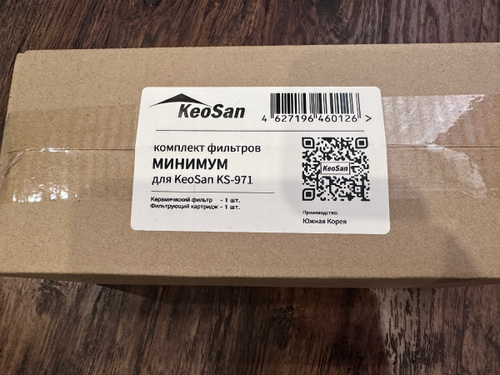 KeoSan
4 627196 460126 >
комплект фильтров
МИНИМУМ
для KeoSan KS-971
KeoSan
Керамический фильтр - 1 шт.
Фильтрующий картридж - 1 шт.
Производство:
Южная Корея